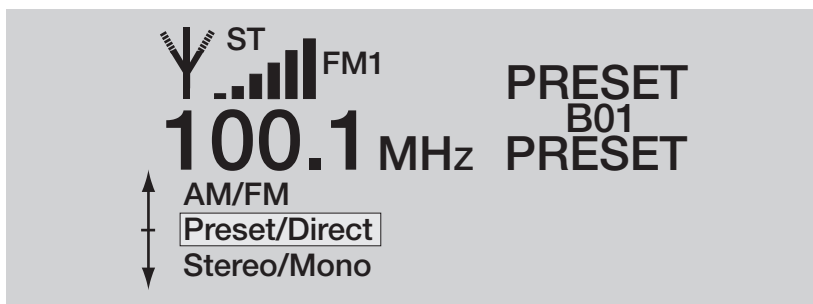 ST
FM1
100.1 MHz
PRESET
B01
PRESET
AM/FM
Preset/Direct
Stereo/Mono